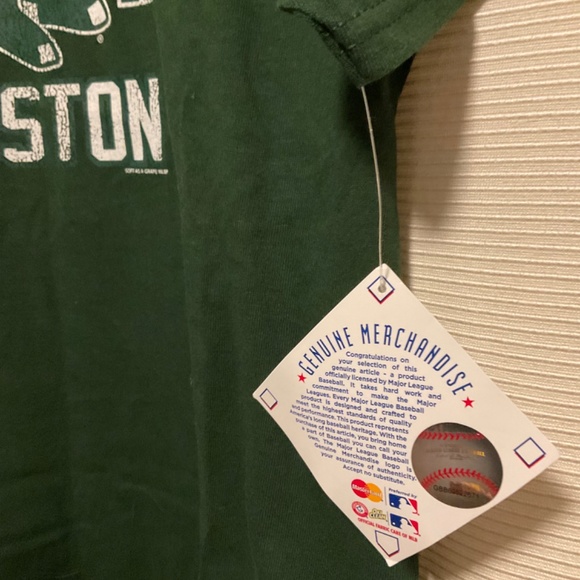 STON
GENUINE MERCHANDISE
Congratulations on
your selection of this
genuine article - a product
officially licensed by Major League
Baseball. It takes hard work and
commitment to make the Major
Leagues. Every Major League Baseball
product is designed and crafted to
meet the highest standards of quality
and performance. This product represents
America's long baseball heritage. With the
purchase of this article, you bring home
a part of Baseball you can call your
own. The Major League Baseball
Genuine Merchandise logo is
your assurance of authenticity.
Accept no substitute.
MasterCard
Preferred by
OFFICIAL FABRIC CARE OF MLB